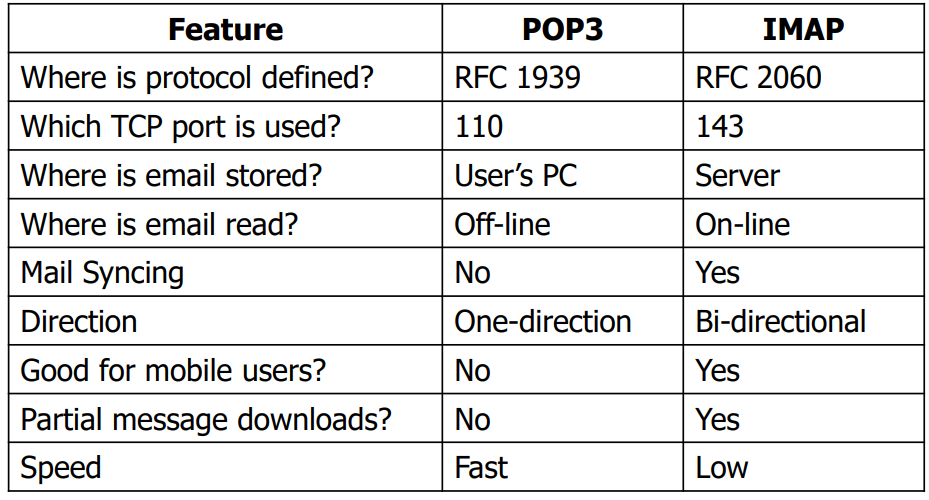 Feature POP3 IMAP
Where is protocol defined? RFC 1939 RFC 2060
Which TCP port is used? 110 143
Where is email stored? User’s PC Server
Where is email read? Off-line On-line
Mail Syncing No Yes
Direction One-direction Bi-directional
Good for mobile users? No Yes
Partial message downloads? No Yes
Speed Fast Low